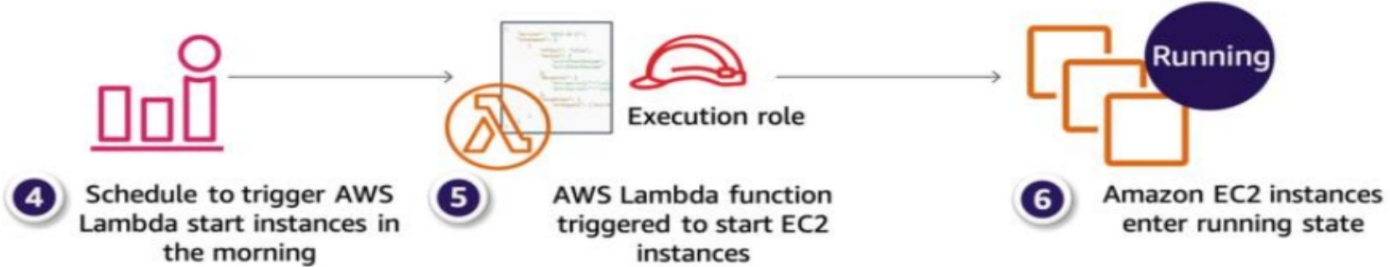 Running
Execution role
4
Schedule to trigger AWS
Lambda start instances in
the morning
5
AWS Lambda function
triggered to start EC2
instances
6
Amazon EC2 instances
enter running state